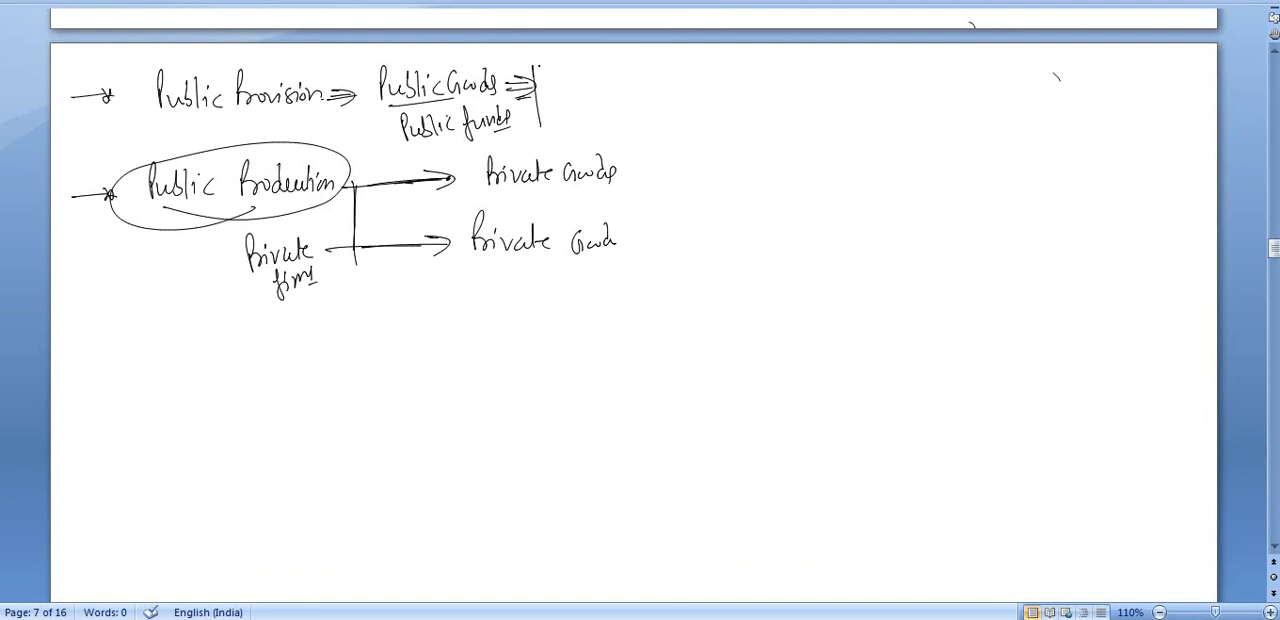 → Public Provision ⇒ Public Goods ⇒
Public funds
→ Public Production → Private Goods
Private firms → Private Good
Page: 7 of 16 Words: 0 English (India) 110%